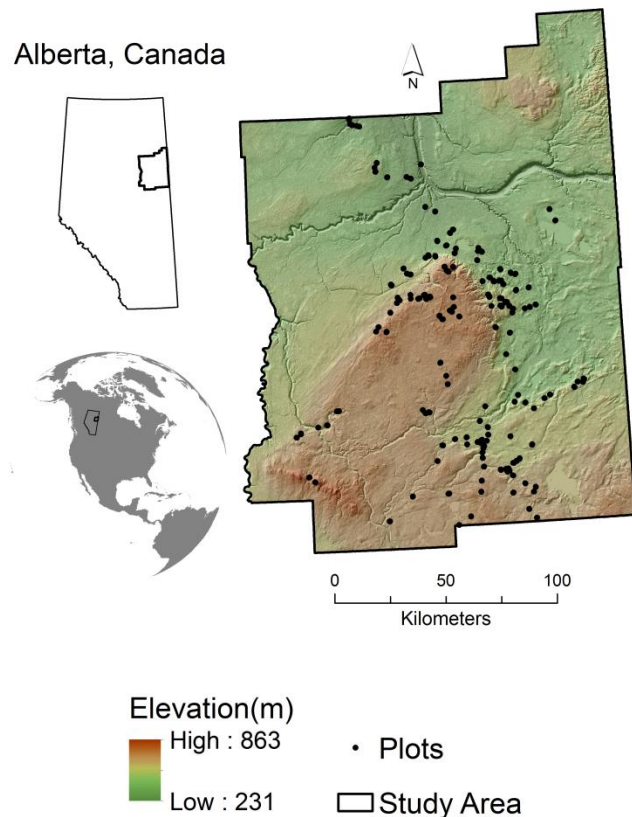 Alberta, Canada
N
0 50 100
Kilometers
Elevation(m)
High : 863
Low : 231
Plots
Study Area